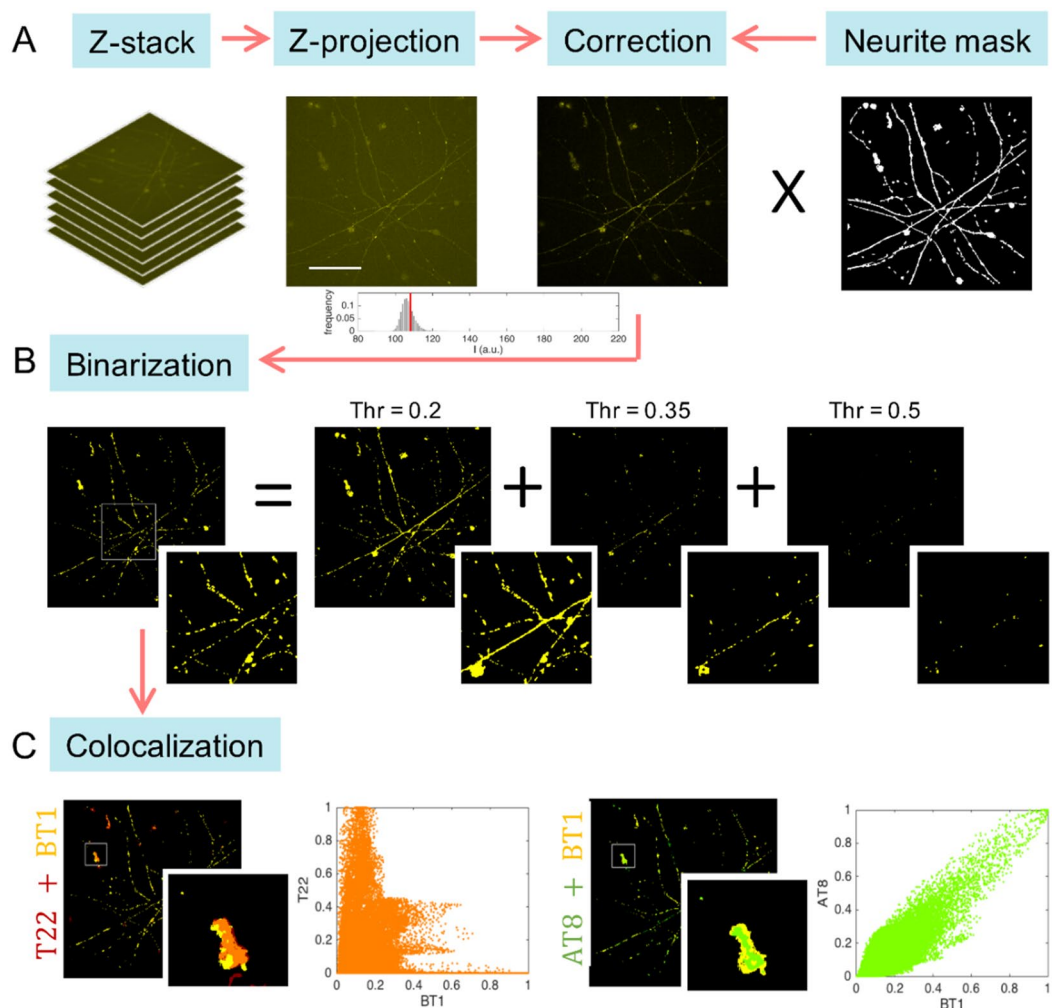 A
Z-stack
Z-projection
Correction
Neurite mask
X
frequency
0.1
0.05
0
80 100 120 140 160 180 200 220
I (a.u.)
B
Binarization
Thr = 0.2
Thr = 0.35
Thr = 0.5
= + +
C
Colocalization
T22 + BT1
T22
1
0.8
0.6
0.4
0.2
0
0 0.2 0.4 0.6 0.8 1
BT1
AT8 + BT1
AT8
1
0.8
0.6
0.4
0.2
0
0 0.2 0.4 0.6 0.8 1
BT1